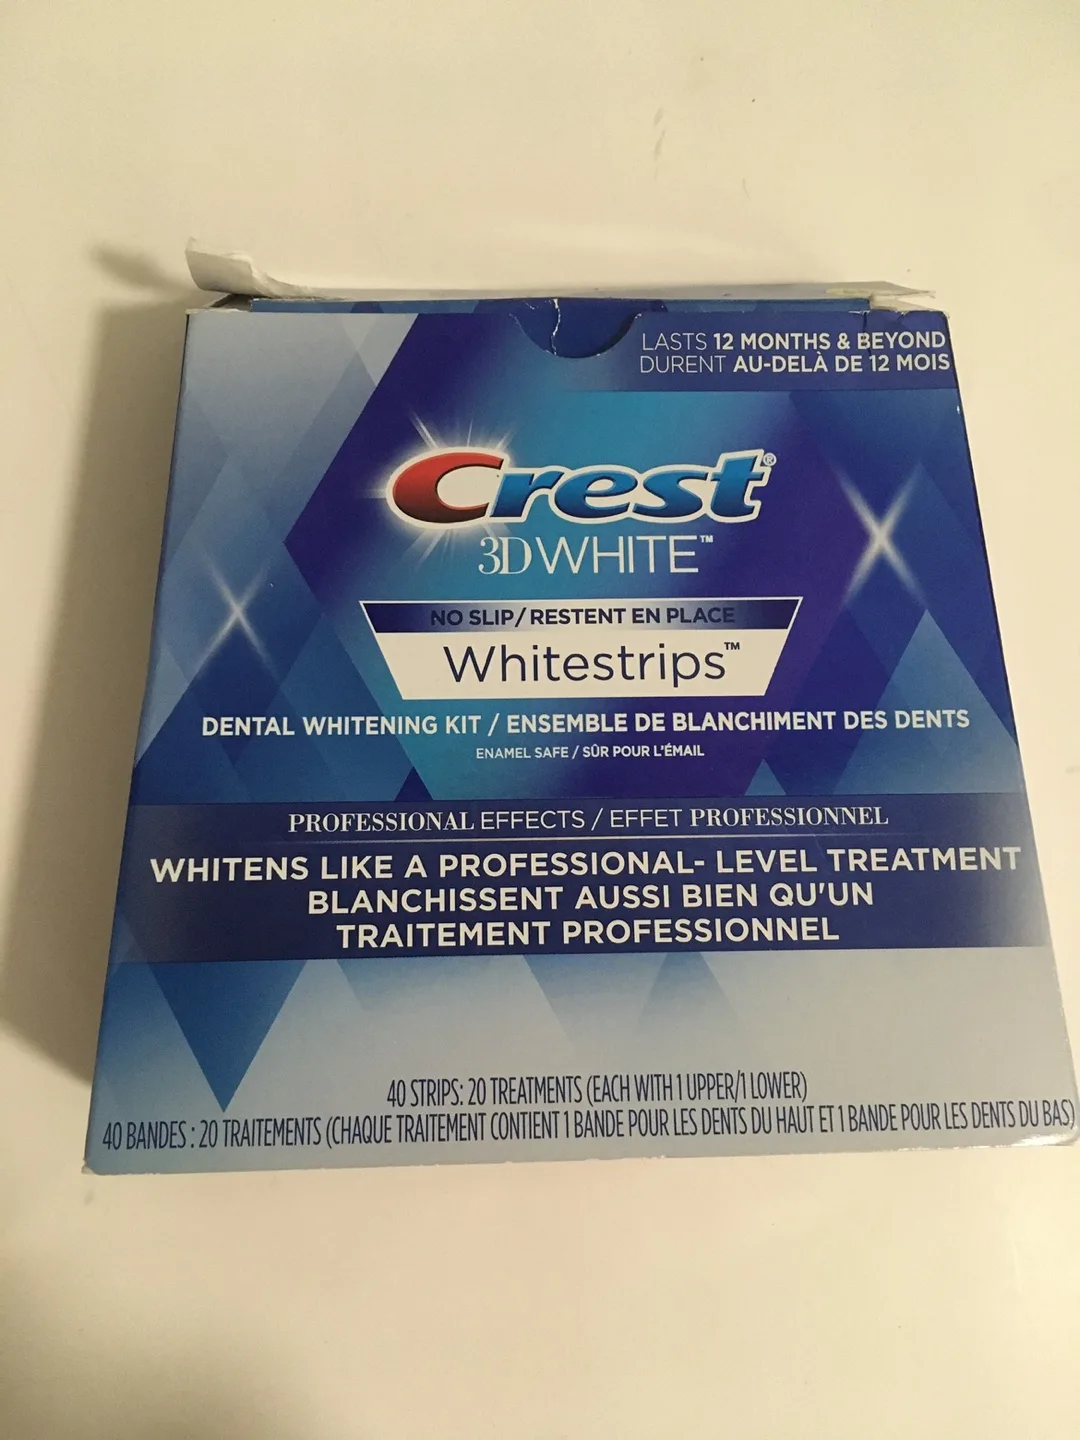 LASTS 12 MONTHS & BEYOND
DURENT AU-DELÀ DE 12 MOIS
Crest®
3D WHITE™
NO SLIP/RESTENT EN PLACE
Whitestrips™
DENTAL WHITENING KIT / ENSEMBLE DE BLANCHIMENT DES DENTS
ENAMEL SAFE / SÛR POUR L'ÉMAIL
PROFESSIONAL EFFECTS / EFFET PROFESSIONNEL
WHITENS LIKE A PROFESSIONAL- LEVEL TREATMENT
BLANCHISSENT AUSSI BIEN QU'UN
TRAITEMENT PROFESSIONNEL
40 STRIPS: 20 TREATMENTS (EACH WITH 1 UPPER/1 LOWER)
40 BANDES : 20 TRAITEMENTS (CHAQUE TRAITEMENT CONTIENT 1 BANDE POUR LES DENTS DU HAUT ET 1 BANDE POUR LES DENTS DU BAS)